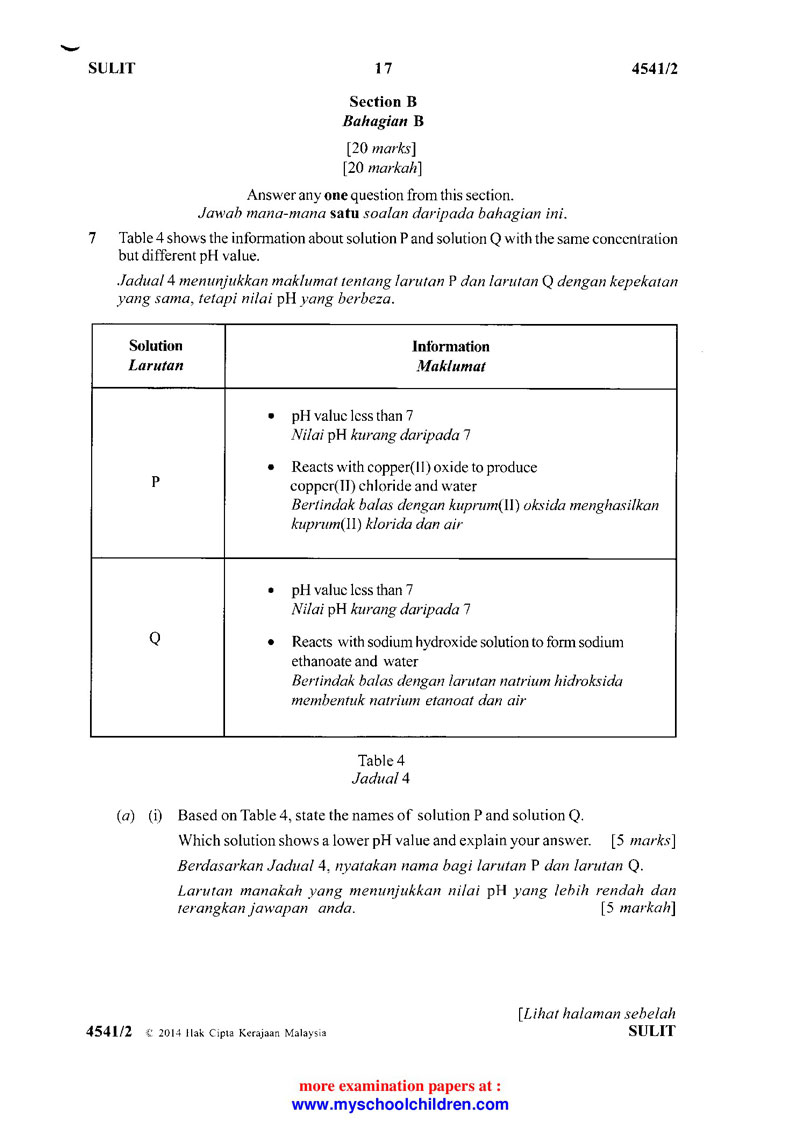 SULIT 17 4541/2
Section B
Bahagian B
[20 marks]
[20 markah]
Answer any one question from this section.
Jawab mana-mana satu soalan daripada bahagian ini.
7 Table 4 shows the information about solution P and solution Q with the same concentration
but different pH value.
Jadual 4 menunjukkan maklumat tentang larutan P dan larutan Q dengan kepekatan
yang sama, tetapi nilai pH yang berbeza.
Solution Information
Larutan Maklumat
P
• pH value less than 7
Nilai pH kurang daripada 7
• Reacts with copper(II) oxide to produce
copper(II) chloride and water
Bertindak balas dengan kuprum(II) oksida menghasilkan
kuprum(II) klorida dan air
Q
• pH value less than 7
Nilai pH kurang daripada 7
• Reacts with sodium hydroxide solution to form sodium
ethanoate and water
Bertindak balas dengan larutan natrium hidroksida
membentuk natrium etanoat dan air
Table 4
Jadual 4
(a) (i) Based on Table 4, state the names of solution P and solution Q.
Which solution shows a lower pH value and explain your answer. [5 marks]
Berdasarkan Jadual 4, nyatakan nama bagi larutan P dan larutan Q.
Larutan manakah yang menunjukkan nilai pH yang lebih rendah dan
terangkan jawapan anda. [5 markah]
[Lihat halaman sebelah
4541/2 © 2014 Hak Cipta Kerajaan Malaysia SULIT
more examination papers at :
www.myschoolchildren.com